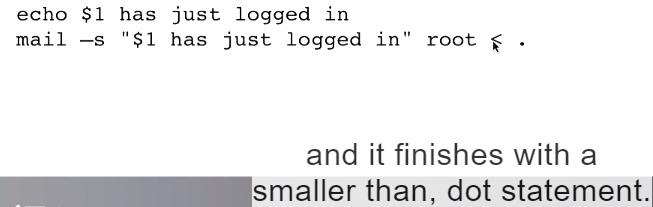 echo $1 has just logged in
mail –s "$1 has just logged in" root < .
and it finishes with a
smaller than, dot statement.